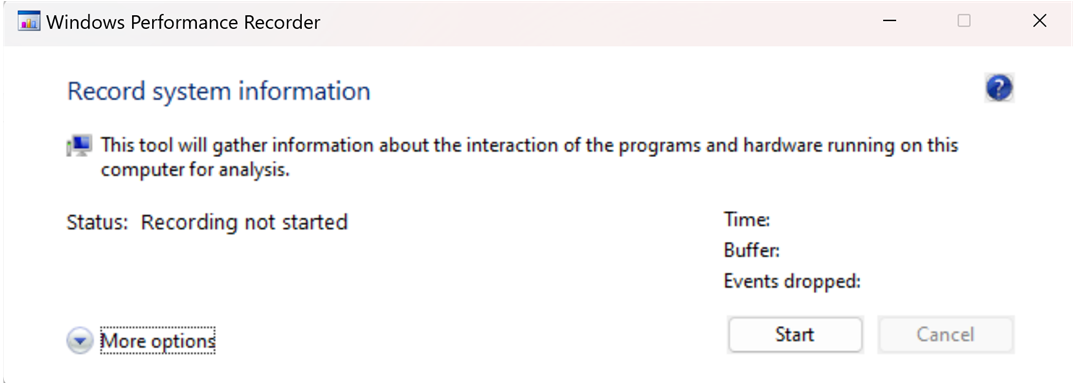 Windows Performance Recorder
Record system information
?
This tool will gather information about the interaction of the programs and hardware running on this
computer for analysis.
Status: Recording not started
Time:
Buffer:
Events dropped:
More options
Start
Cancel